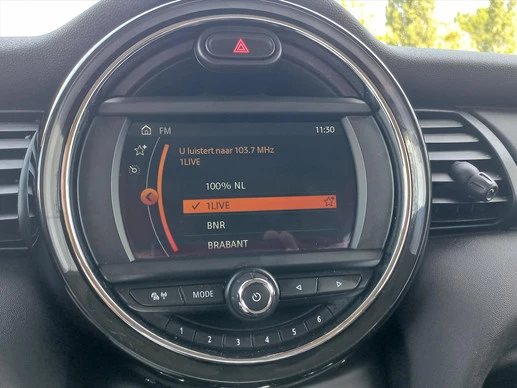 FM 11:30
U luistert naar 103.7 MHz
1LIVE
100% NL
1LIVE
BNR
BRABANT
MODE
1 2 3 4 5 6